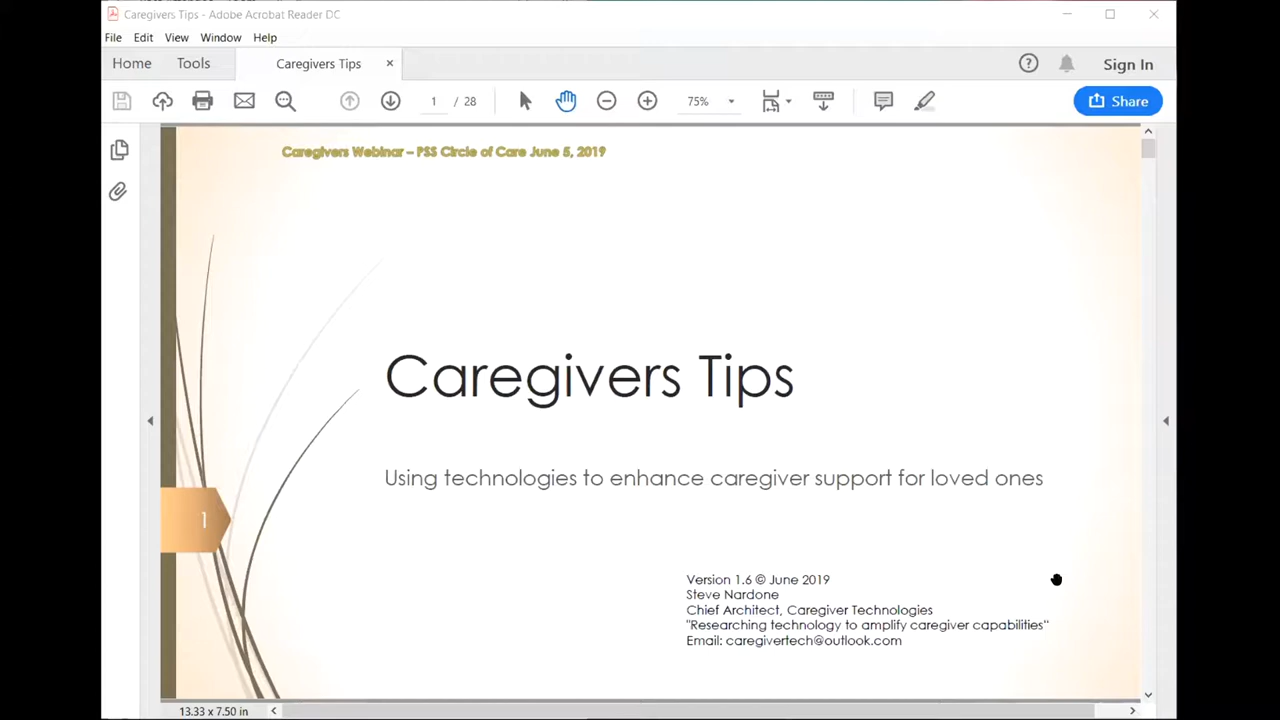 Caregivers Tips - Adobe Acrobat Reader DC
File Edit View Window Help
Home Tools Caregivers Tips × Sign In
1 / 28 75% Share
Caregivers Webinar – PSS Circle of Care June 5, 2019
Caregivers Tips
Using technologies to enhance caregiver support for loved ones
1
Version 1.6 © June 2019
Steve Nardone
Chief Architect, Caregiver Technologies
"Researching technology to amplify caregiver capabilities"
Email: caregivertech@outlook.com
13.33 x 7.50 in